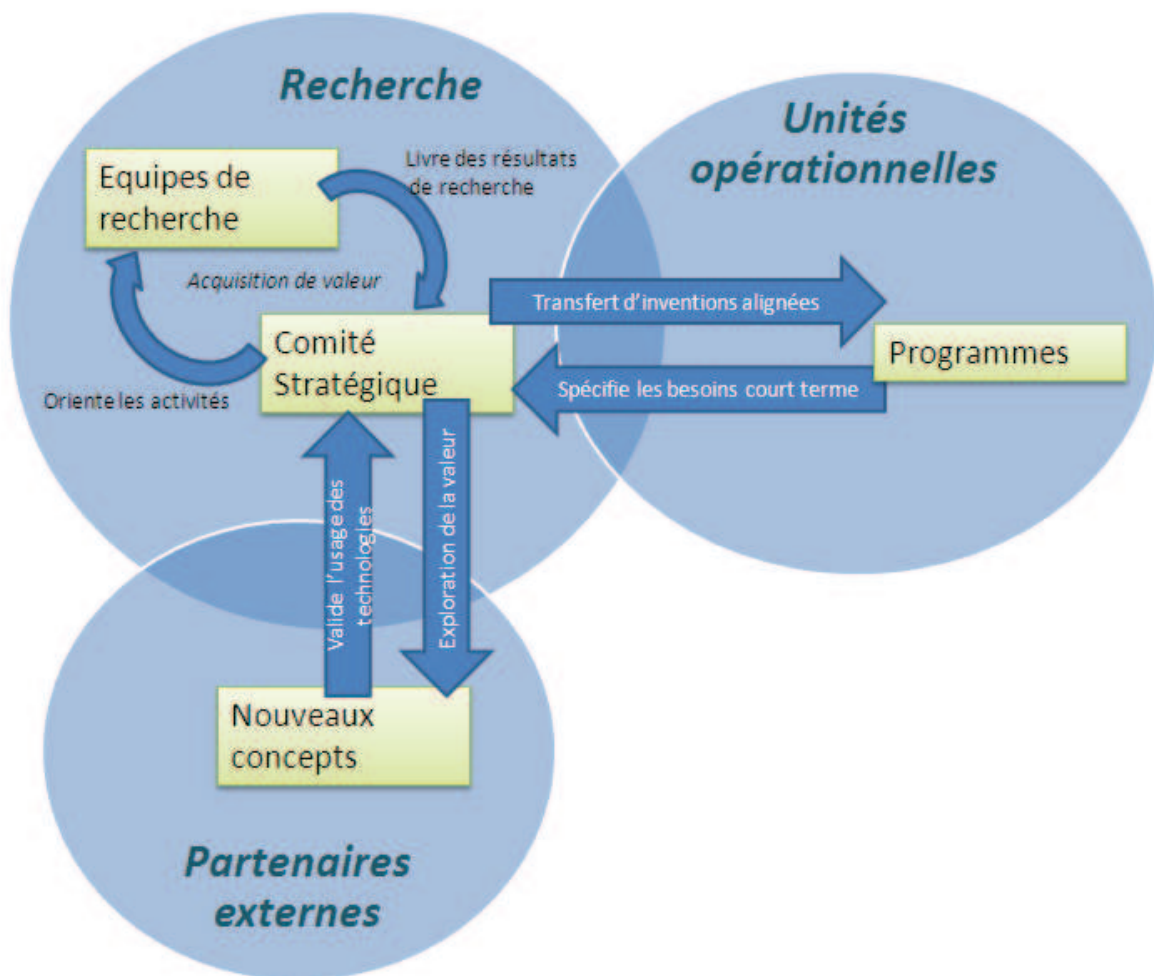 Recherche
Unités
opérationnelles
Equipes de
recherche
Livre des résultats
de recherche
Acquisition de valeur
Transfert d'inventions alignées
Comité
Stratégique
Programmes
Spécifie les besoins court terme
Oriente les activités
Valide l'usage des
technologies
Exploration de la valeur
Nouveaux
concepts
Partenaires
externes